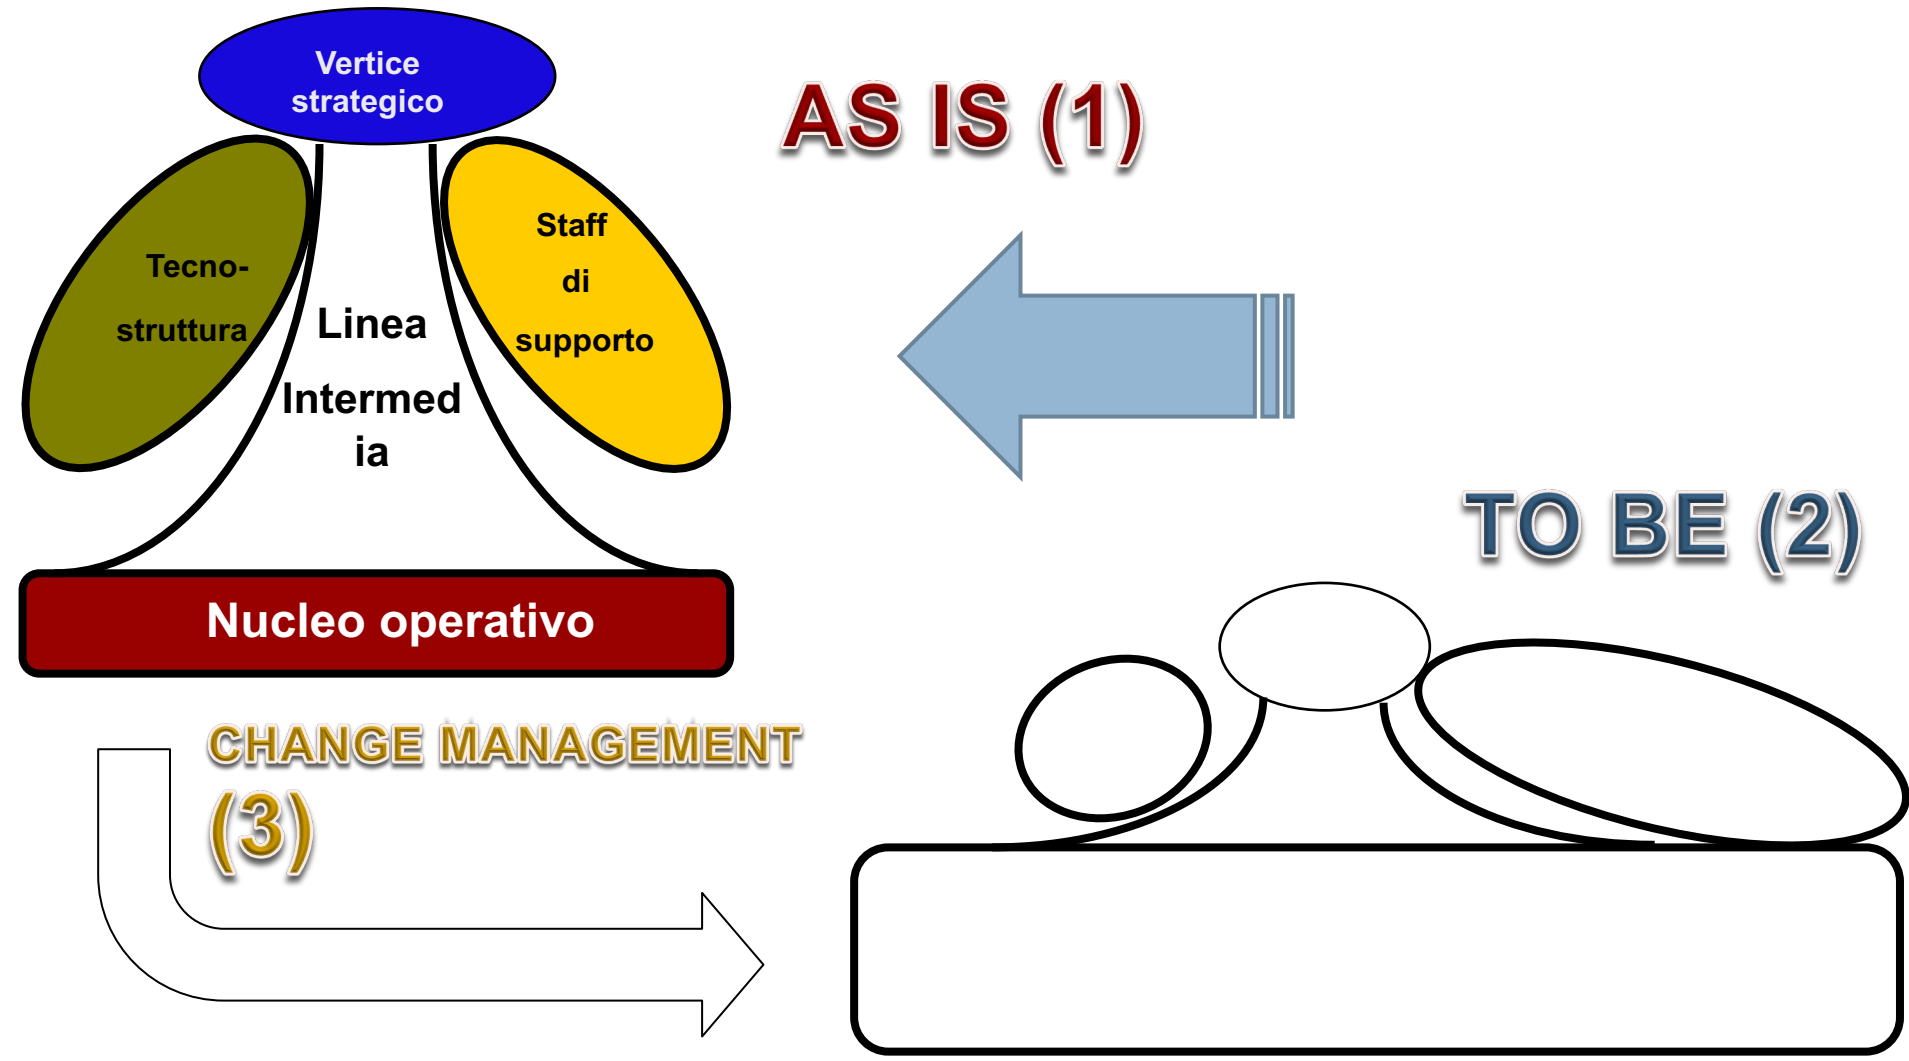 Vertice
strategico
AS IS (1)
Tecno-
struttura
Staff
di
supporto
Linea
Intermed
ia
TO BE (2)
Nucleo operativo
CHANGE MANAGEMENT
(3)